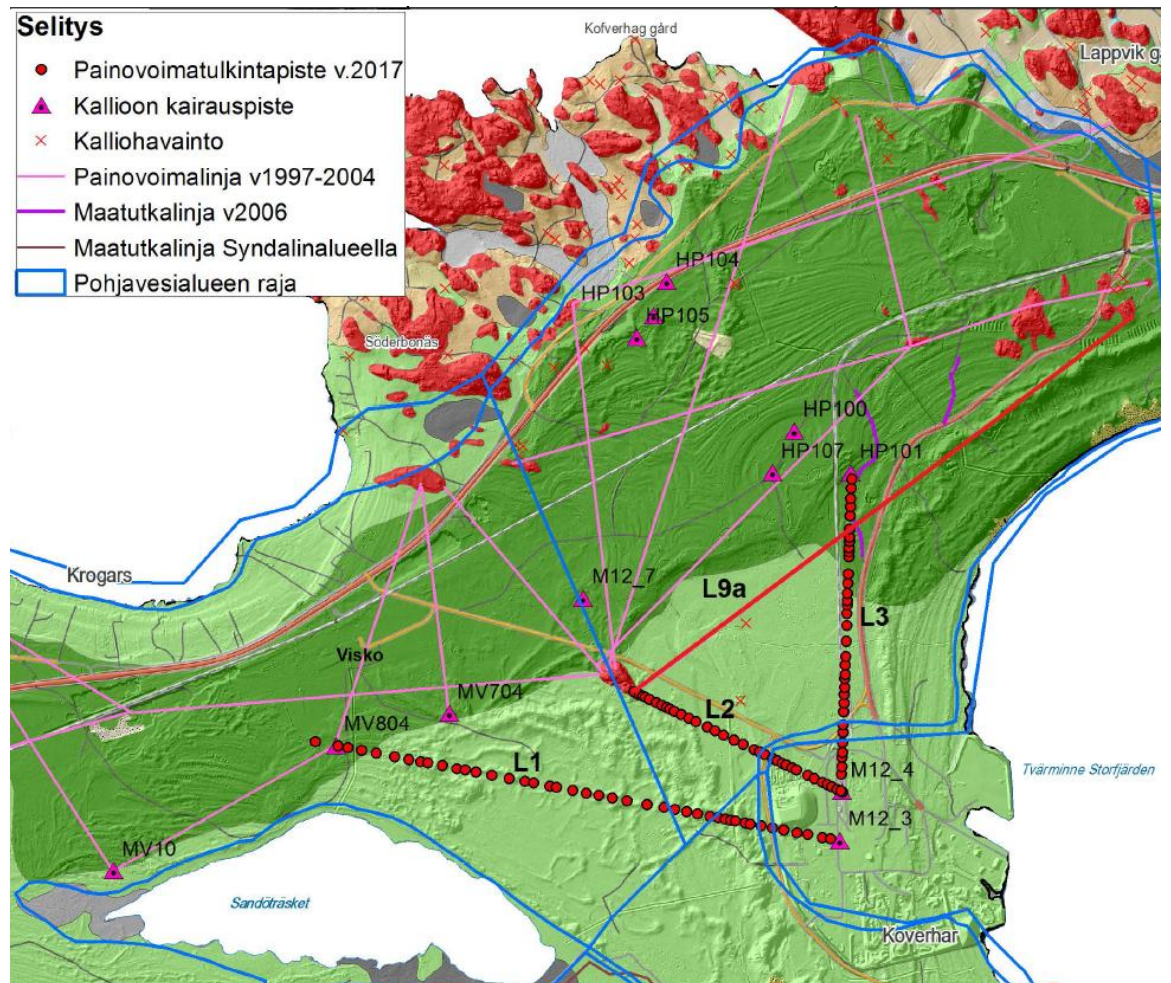 Selitys
Painovoimatulkintapiste v.2017
Kallioon kairauspiste
Kalliohavainto
Painovoimalinja v1997-2004
Maatutkalinja v2006
Maatutkalinja Syndalinalueella
Pohjavesialueen raja
Kofverhag gård
Lappvik g
HP104
HP103
HP105
Söderbonäs
HP100
HP107
HP101
Krogars
M12_7
L9a
L3
Visko
MV704
L2
MV804
L1
M12_4
Tvärminne Storfjärden
M12_3
MV10
Sandöträsket
Koverhar